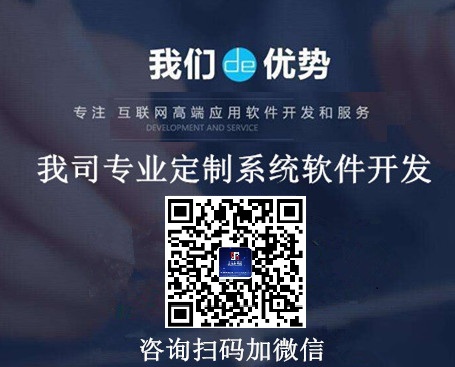 我们de优势
专注 互联网高端应用软件开发和服务
DEVELOPMENT AND SERVICE
我司专业定制系统软件开发
咨询扫码加微信